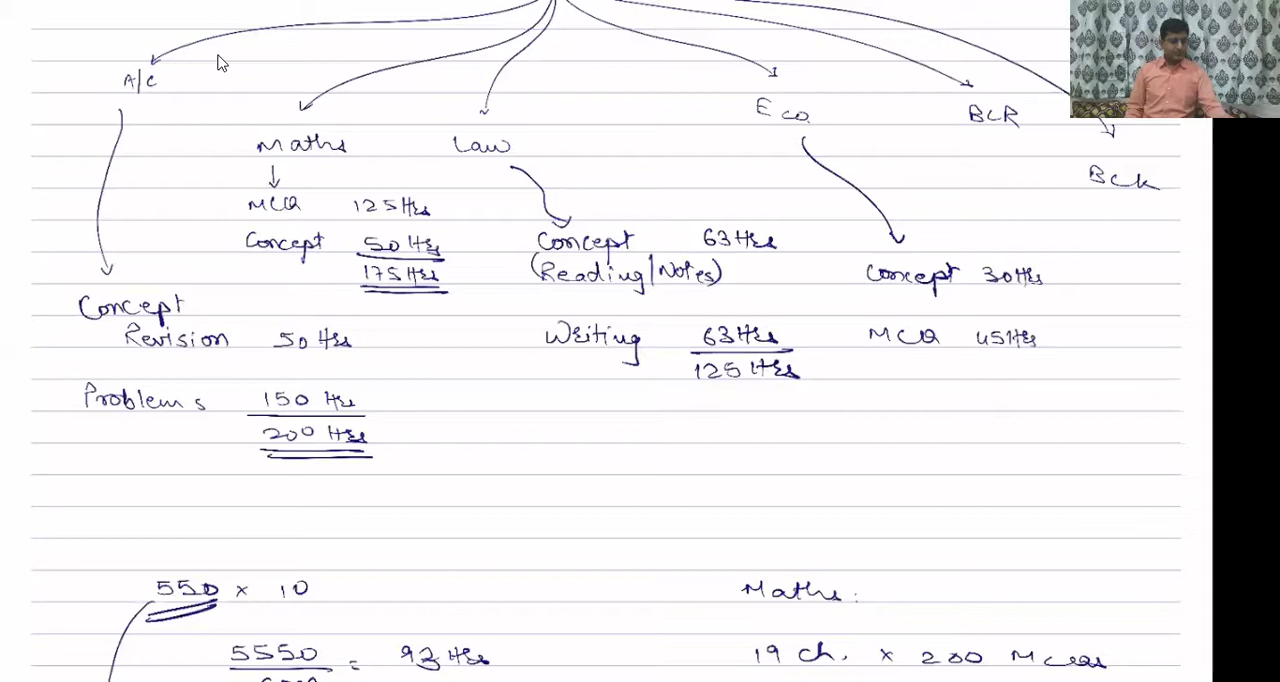 A/C
Maths
Law
Eco.
BCR
BCK
MCQ 125 Hrs
Concept 50 Hrs
175 Hrs
Concept 63 Hrs
(Reading/Notes)
Writing 63 Hrs
125 Hrs
Concept 30 Hrs
MCQ 45 Hrs
Concept
Revision 50 Hrs
Problems 150 Hrs
200 Hrs
550 x 10
5550 = 93 Hrs
Maths:
19 ch. x 200